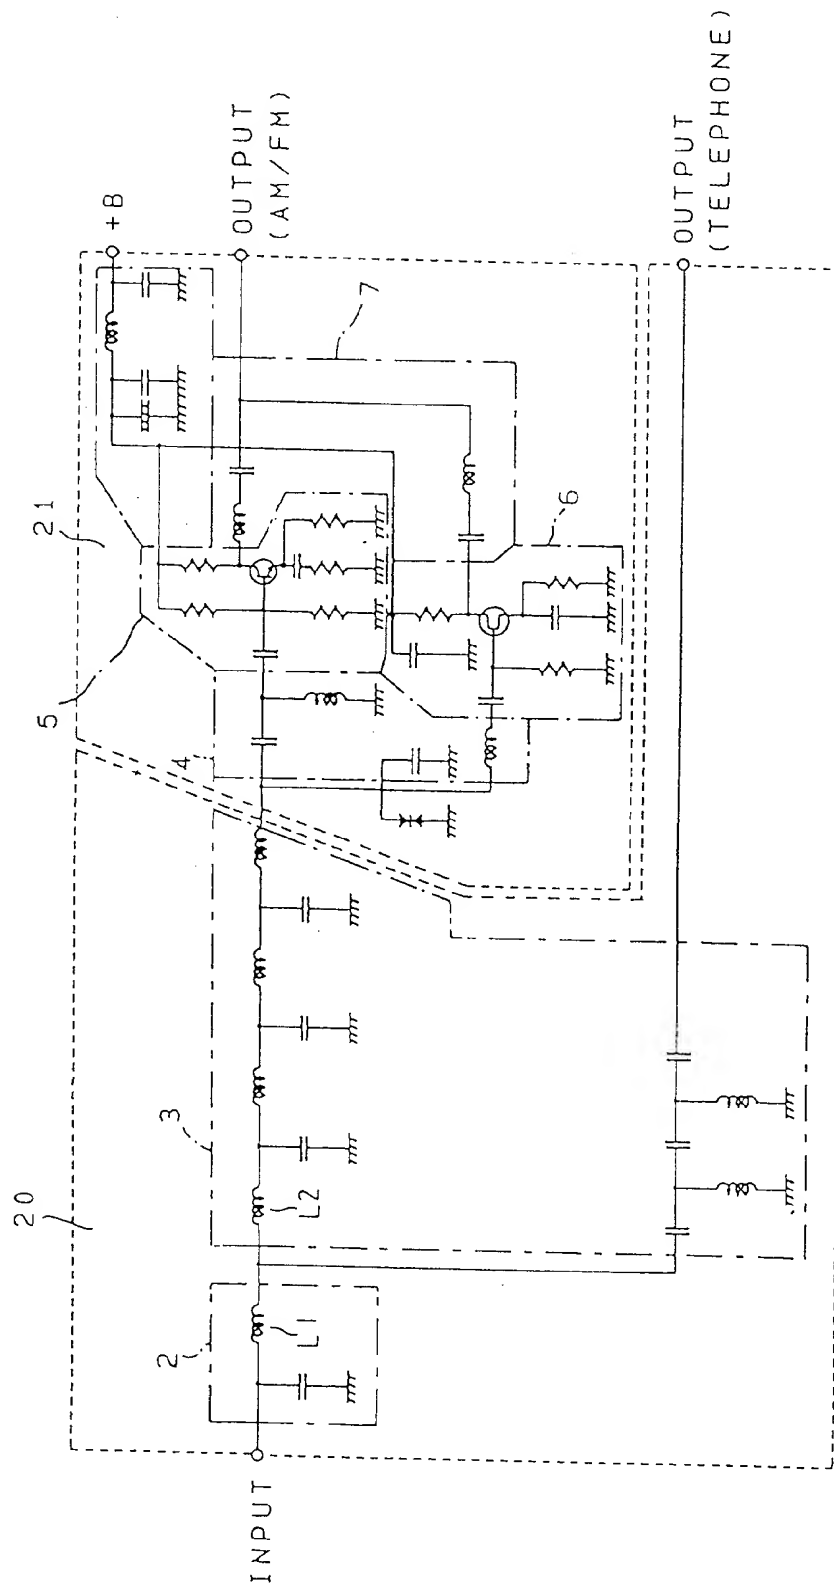 20
21
+B
OUTPUT
(AM/FM)
5
7
3
4
6
2
L1
L2
INPUT
OUTPUT
(TELEPHONE)